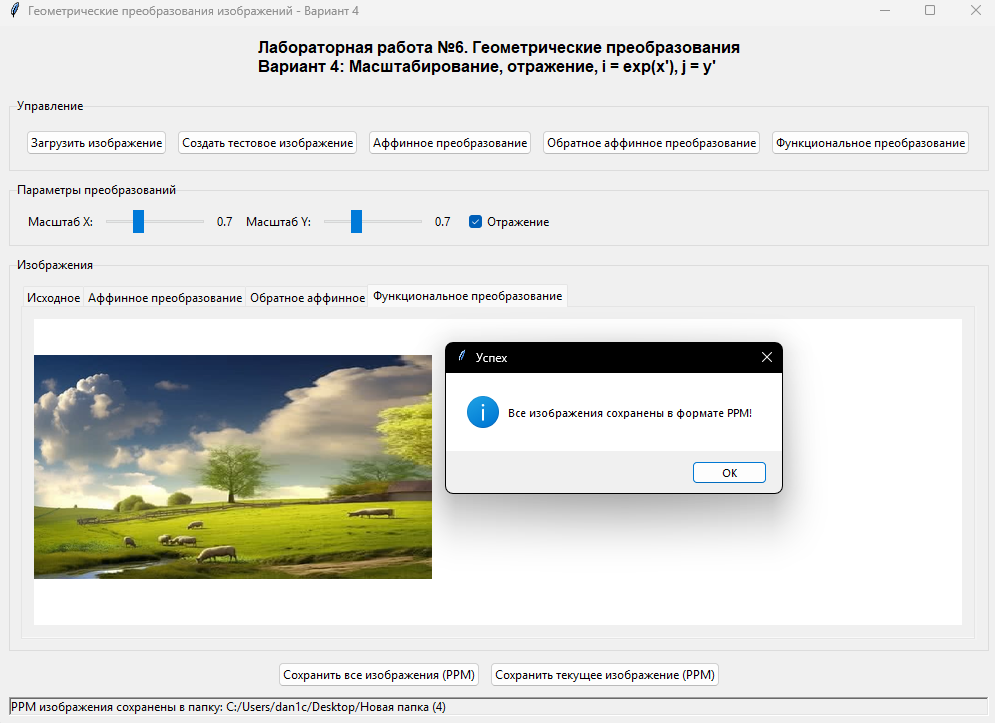 Геометрические преобразования изображений - Вариант 4
Лабораторная работа №6. Геометрические преобразования
Вариант 4: Масштабирование, отражение, i = exp(x'), j = y'
Управление
Загрузить изображение Создать тестовое изображение Аффинное преобразование Обратное аффинное преобразование Функциональное преобразование
Параметры преобразований
Масштаб X: 0.7 Масштаб Y: 0.7 Отражение
Изображения
Исходное Аффинное преобразование Обратное аффинное Функциональное преобразование
Успех
Все изображения сохранены в формате PPM!
ОК
Сохранить все изображения (PPM) Сохранить текущее изображение (PPM)
PPM изображения сохранены в папку: C:/Users/dan1c/Desktop/Новая папка (4)